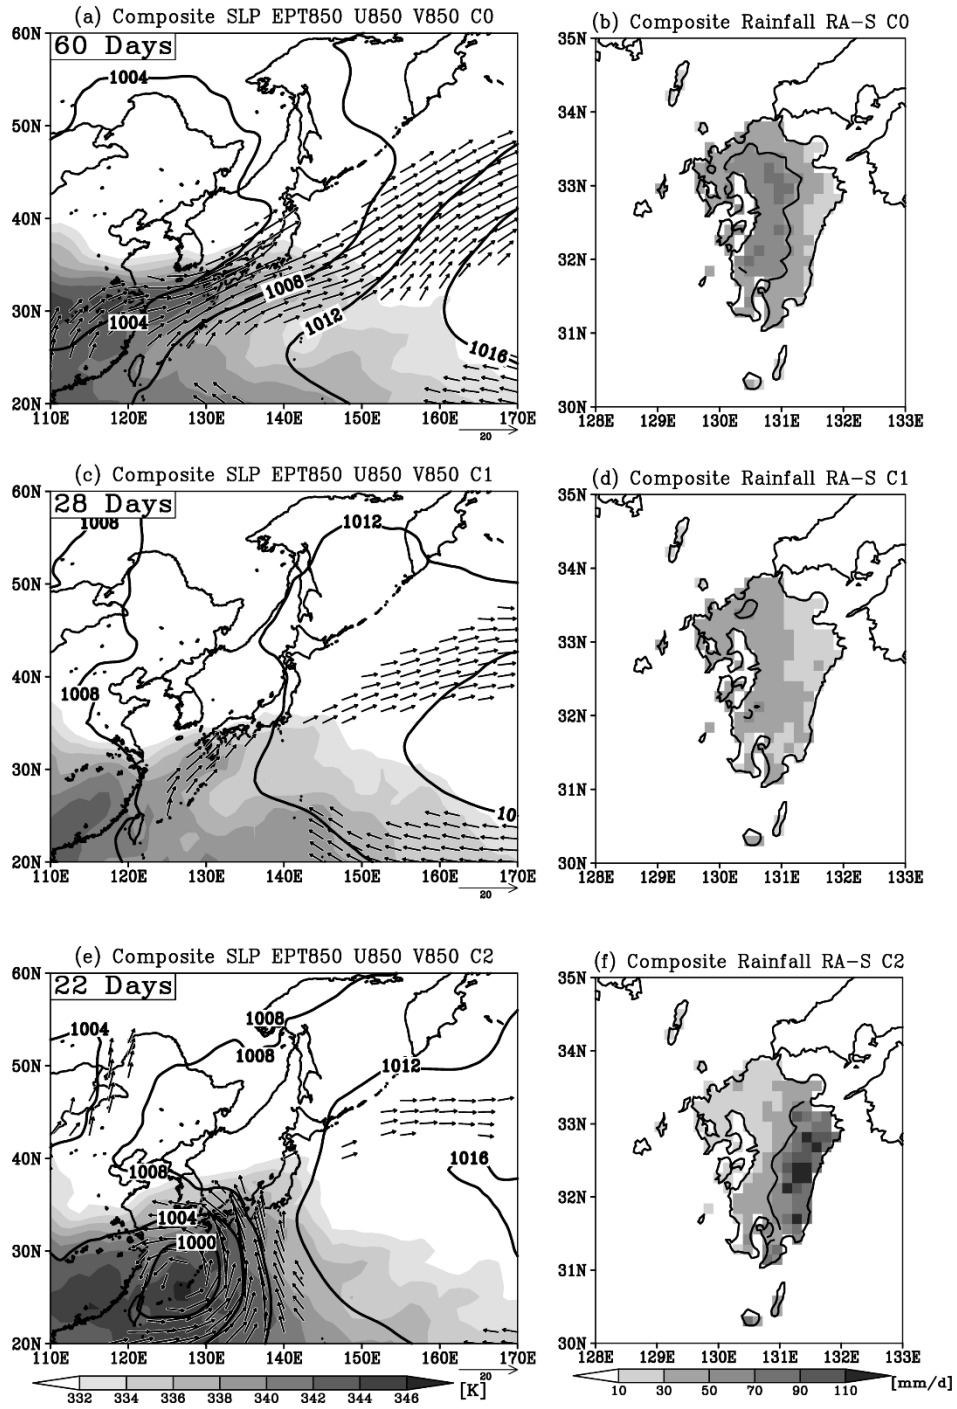 (a) Composite SLP EPT850 U850 V850 C0
60 Days
60N
50N
40N
30N
20N
1004
1004
1008
1012
1016
110E 120E 130E 140E 150E 160E 170E
20
(b) Composite Rainfall RA-S C0
35N
34N
33N
32N
31N
30N
128E 129E 130E 131E 132E 133E
(c) Composite SLP EPT850 U850 V850 C1
28 Days
60N
50N
40N
30N
20N
1008
1012
1008
10
110E 120E 130E 140E 150E 160E 170E
20
(d) Composite Rainfall RA-S C1
35N
34N
33N
32N
31N
30N
128E 129E 130E 131E 132E 133E
(e) Composite SLP EPT850 U850 V850 C2
22 Days
60N
50N
40N
30N
20N
1004
1008
1008
1012
1008
1016
1004
1000
110E 120E 130E 140E 150E 160E 170E
20
332 334 336 338 340 342 344 346 [K]
(f) Composite Rainfall RA-S C2
35N
34N
33N
32N
31N
30N
128E 129E 130E 131E 132E 133E
10 30 50 70 90 110 [mm/d]